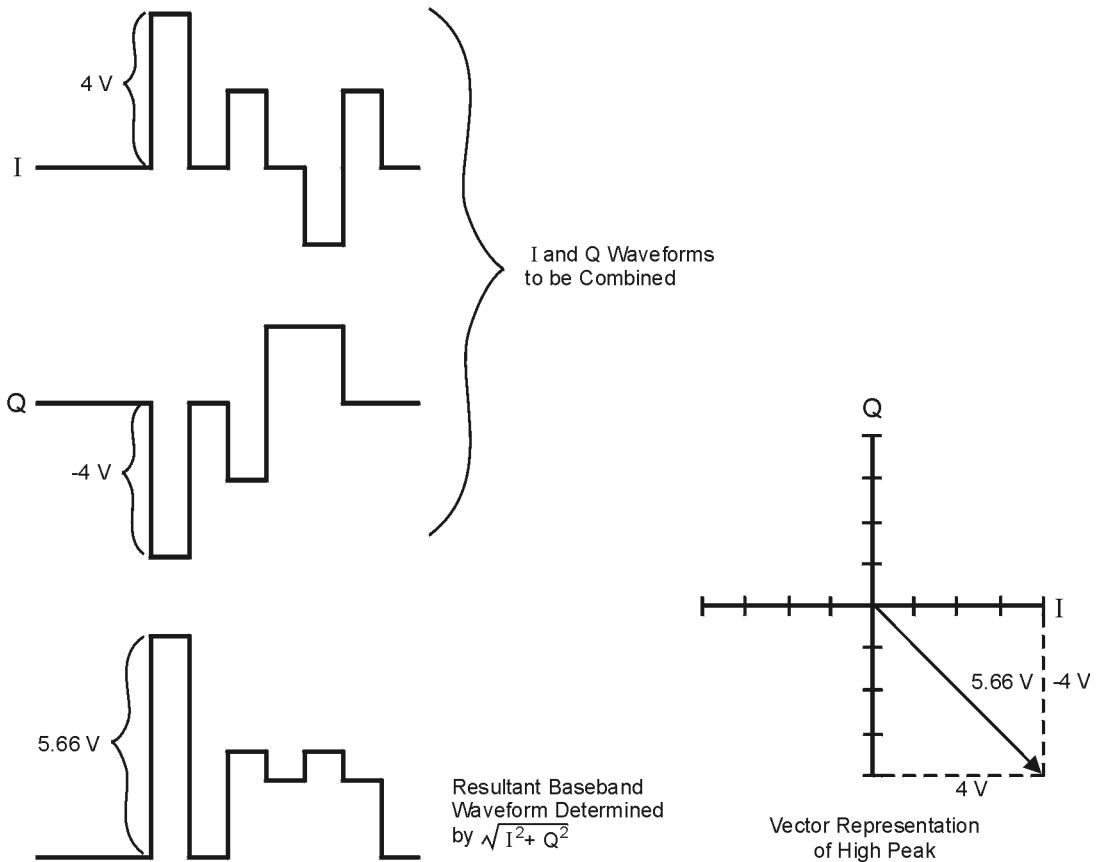 4 V
I
I and Q Waveforms
to be Combined
Q
-4 V
Q
I
5.66 V
-4 V
4 V
Vector Representation
of High Peak
5.66 V
Resultant Baseband
Waveform Determined
by √I²+ Q²